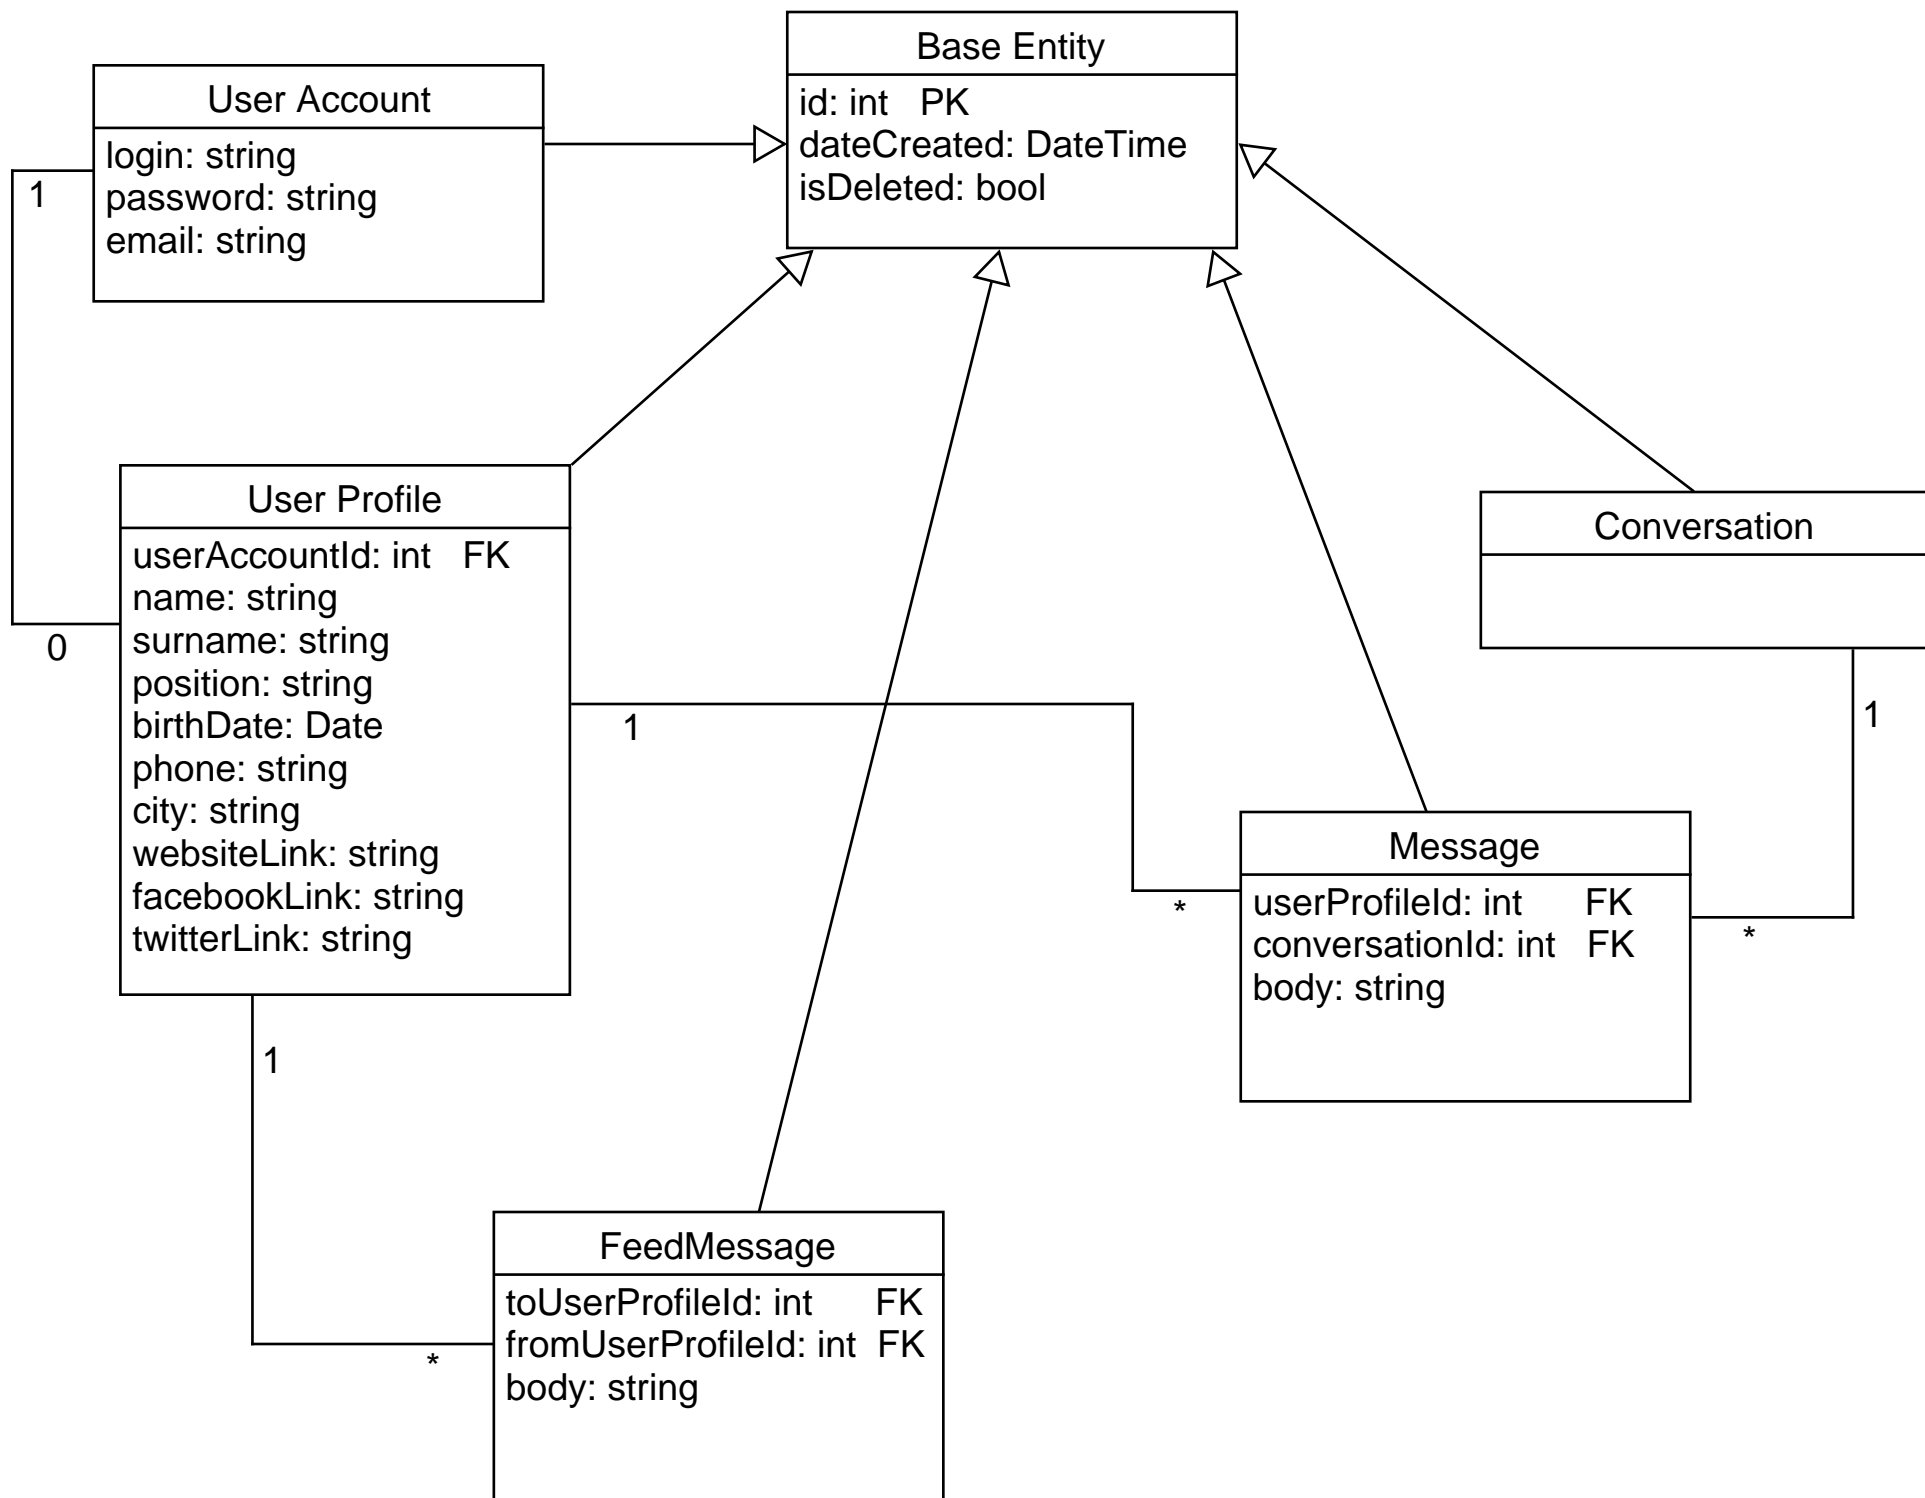 Base Entity
id: int PK
dateCreated: DateTime
isDeleted: bool
User Account
login: string
password: string
email: string
1
0
User Profile
userAccountId: int FK
name: string
surname: string
position: string
birthDate: Date
phone: string
city: string
websiteLink: string
facebookLink: string
twitterLink: string
1
*
Conversation
1
*
Message
userProfileId: int FK
conversationId: int FK
body: string
1
*
FeedMessage
toUserProfileId: int FK
fromUserProfileId: int FK
body: string